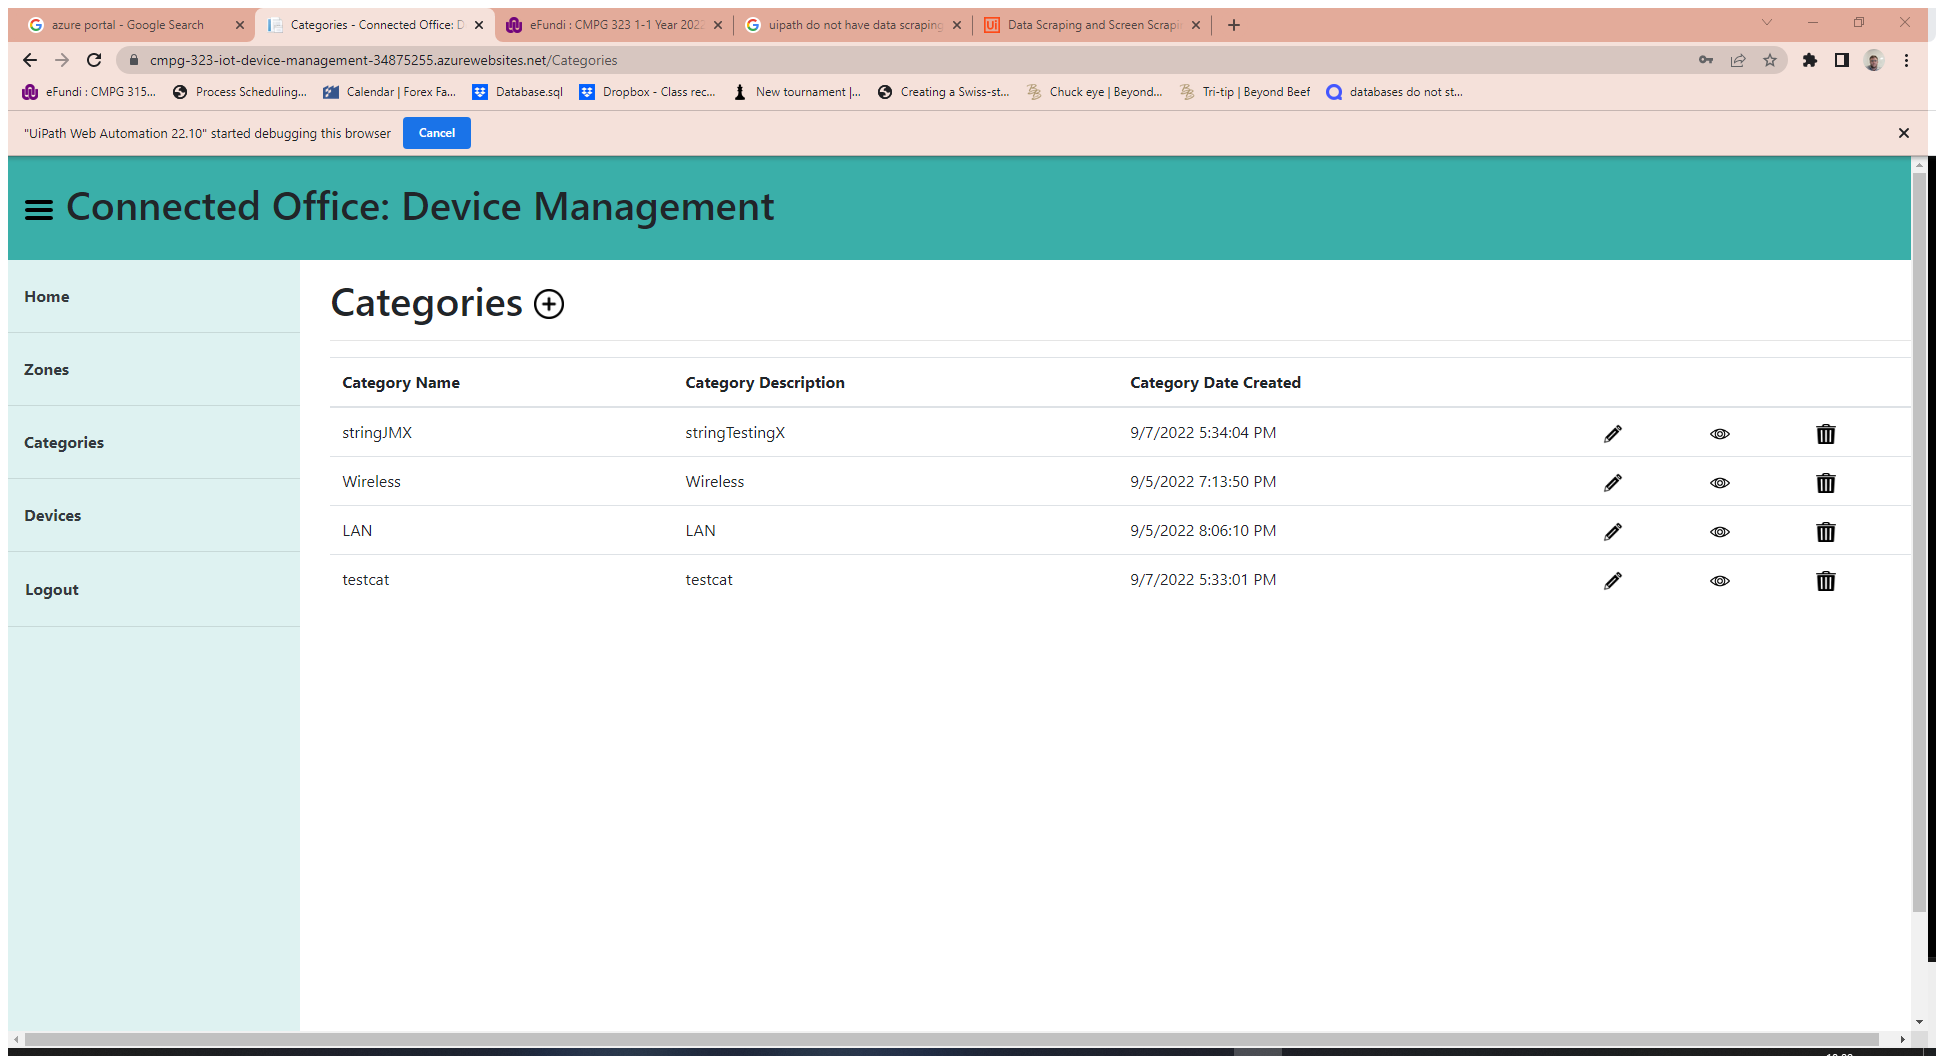 azure portal - Google Search
Categories - Connected Office: D
eFundi : CMPG 323 1-1 Year 2022
uipath do not have data scraping
Ui
Data Scraping and Screen Scrapi
cmpg-323-iot-device-management-34875255.azurewebsites.net/Categories
eFundi : CMPG 315...
Process Scheduling...
Calendar | Forex Fa...
Database.sql
Dropbox - Class rec...
New tournament |...
Creating a Swiss-st...
Chuck eye | Beyond...
Tri-tip | Beyond Beef
databases do not st...
"UiPath Web Automation 22.10" started debugging this browser
Cancel
Connected Office: Device Management
Home
Zones
Categories
Devices
Logout
Categories
Category Name Category Description Category Date Created
stringJMX stringTestingX 9/7/2022 5:34:04 PM
Wireless Wireless 9/5/2022 7:13:50 PM
LAN LAN 9/5/2022 8:06:10 PM
testcat testcat 9/7/2022 5:33:01 PM